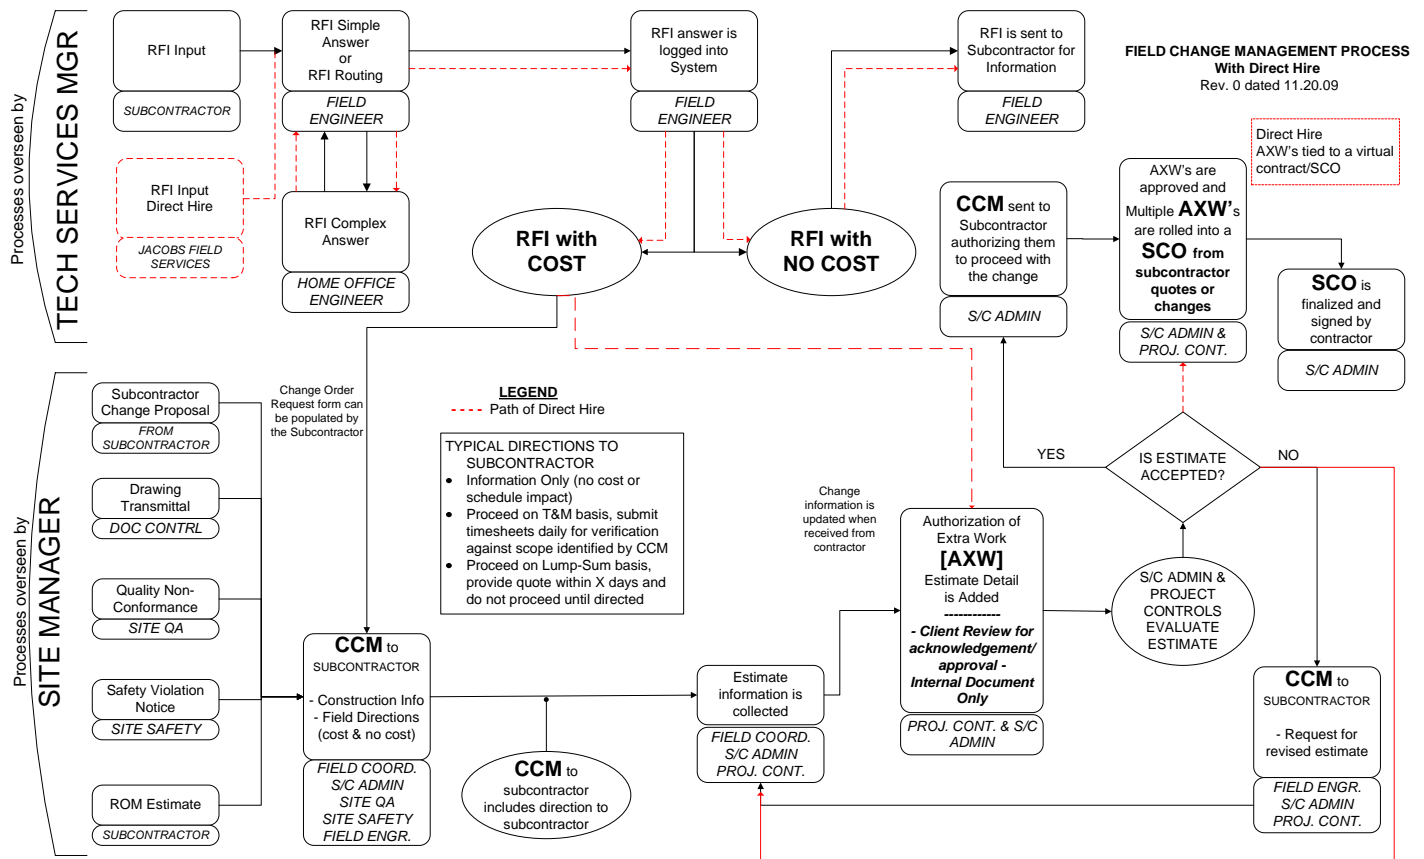 Processes overseen by
TECH SERVICES MGR
RFI Input
SUBCONTRACTOR
RFI Simple
Answer
or
RFI Routing
FIELD
ENGINEER
RFI answer is
logged into
System
FIELD
ENGINEER
RFI is sent to
Subcontractor for
Information
FIELD
ENGINEER
FIELD CHANGE MANAGEMENT PROCESS
With Direct Hire
Rev. 0 dated 11.20.09
Direct Hire
AXW's tied to a virtual
contract/SCO
RFI Input
Direct Hire
JACOBS FIELD
SERVICES
RFI Complex
Answer
HOME OFFICE
ENGINEER
RFI with
COST
RFI with
NO COST
CCM sent to
Subcontractor
authorizing them
to proceed with
the change
S/C ADMIN
AXW's are
approved and
Multiple AXW's
are rolled into a
SCO from
subcontractor
quotes or
changes
S/C ADMIN &
PROJ. CONT.
SCO is
finalized and
signed by
contractor
S/C ADMIN
Processes overseen by
SITE MANAGER
Subcontractor
Change Proposal
FROM
SUBCONTRACTOR
Drawing
Transmittal
DOC CONTRL
Quality Non-
Conformance
SITE QA
Safety Violation
Notice
SITE SAFETY
ROM Estimate
SUBCONTRACTOR
Change Order
Request form can
be populated by
the Subcontractor
LEGEND
Path of Direct Hire
TYPICAL DIRECTIONS TO
SUBCONTRACTOR
• Information Only (no cost or
schedule impact)
• Proceed on T&M basis, submit
timesheets daily for verification
against scope identified by CCM
• Proceed on Lump-Sum basis,
provide quote within X days and
do not proceed until directed
CCM to
SUBCONTRACTOR
- Construction Info
- Field Directions
(cost & no cost)
FIELD COORD.
S/C ADMIN
SITE QA
SITE SAFETY
FIELD ENGR.
CCM to
subcontractor
includes direction to
subcontractor
Estimate
information is
collected
FIELD COORD.
S/C ADMIN
PROJ. CONT.
Change
information is
updated when
received from
contractor
Authorization of
Extra Work
[AXW]
Estimate Detail
is Added
------------
- Client Review for
acknowledgement/
approval -
Internal Document
Only
PROJ. CONT. & S/C
ADMIN
S/C ADMIN &
PROJECT
CONTROLS
EVALUATE
ESTIMATE
YES
IS ESTIMATE
ACCEPTED?
NO
CCM to
SUBCONTRACTOR
- Request for
revised estimate
FIELD ENGR.
S/C ADMIN
PROJ. CONT.